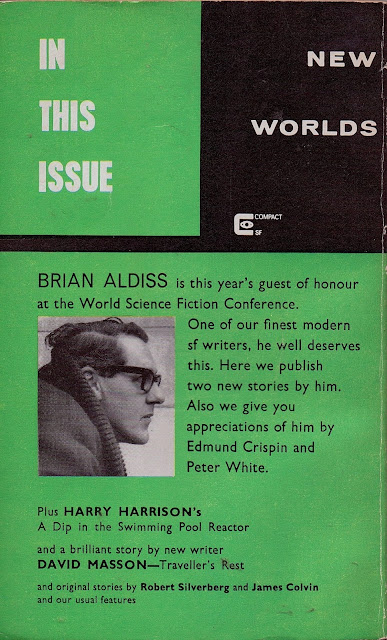 IN
THIS
ISSUE
NEW
WORLDS
COMPACT
SF
BRIAN ALDISS is this year's guest of honour
at the World Science Fiction Conference.
One of our finest modern
sf writers, he well deserves
this. Here we publish
two new stories by him.
Also we give you
appreciations of him by
Edmund Crispin and
Peter White.
Plus HARRY HARRISON's
A Dip in the Swimming Pool Reactor
and a brilliant story by new writer
DAVID MASSON—Traveller's Rest
and original stories by Robert Silverberg and James Colvin
and our usual features